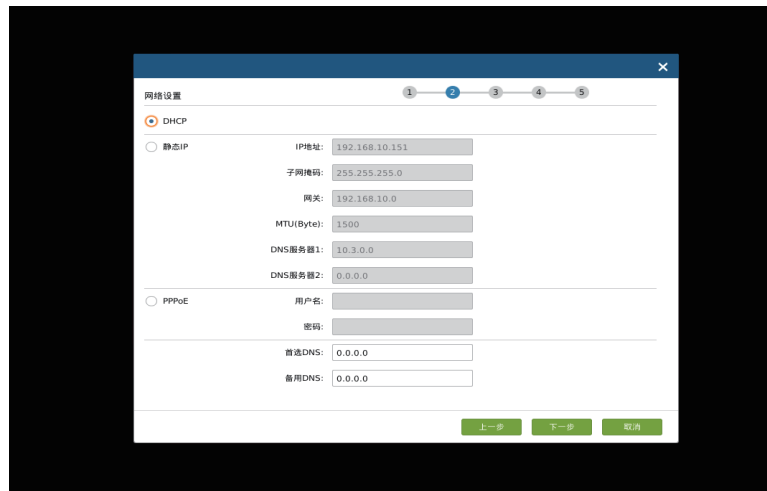 网络设置 1 2 3 4 5
DHCP
静态IP IP地址: 192.168.10.151
子网掩码: 255.255.255.0
网关: 192.168.10.0
MTU(Byte): 1500
DNS服务器1: 10.3.0.0
DNS服务器2: 0.0.0.0
PPPoE 用户名:
密码:
首选DNS: 0.0.0.0
备用DNS: 0.0.0.0
上一步 下一步 取消